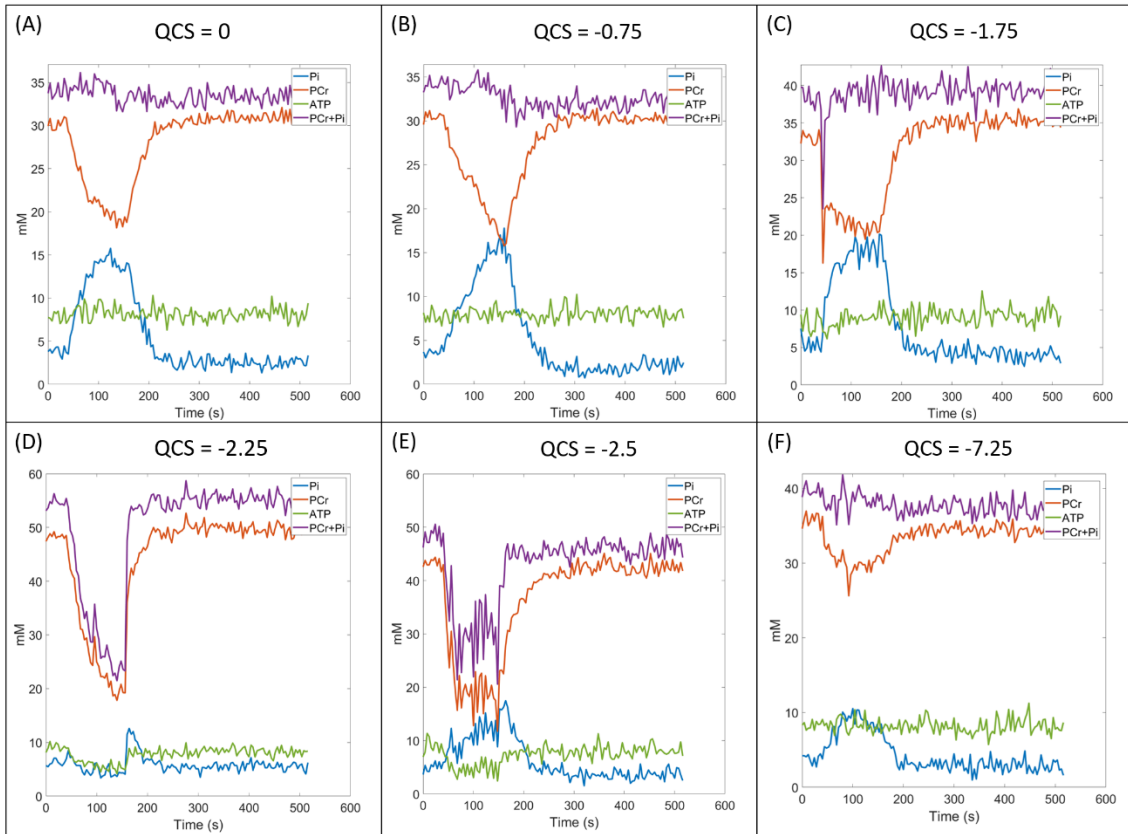 (A)
QCS = 0
Pi
PCr
ATP
PCr+Pi
mM
35
30
25
20
15
10
5
0
0 100 200 300 400 500 600
Time (s)
(B)
QCS = -0.75
Pi
PCr
ATP
PCr+Pi
mM
35
30
25
20
15
10
5
0
0 100 200 300 400 500 600
Time (s)
(C)
QCS = -1.75
Pi
PCr
ATP
PCr+Pi
mM
40
35
30
25
20
15
10
5
0
0 100 200 300 400 500 600
Time (s)
(D)
QCS = -2.25
Pi
PCr
ATP
PCr+Pi
mM
60
50
40
30
20
10
0
0 100 200 300 400 500 600
Time (s)
(E)
QCS = -2.5
Pi
PCr
ATP
PCr+Pi
mM
60
50
40
30
20
10
0
0 100 200 300 400 500 600
Time (s)
(F)
QCS = -7.25
Pi
PCr
ATP
PCr+Pi
mM
40
30
20
10
0
0 100 200 300 400 500 600
Time (s)